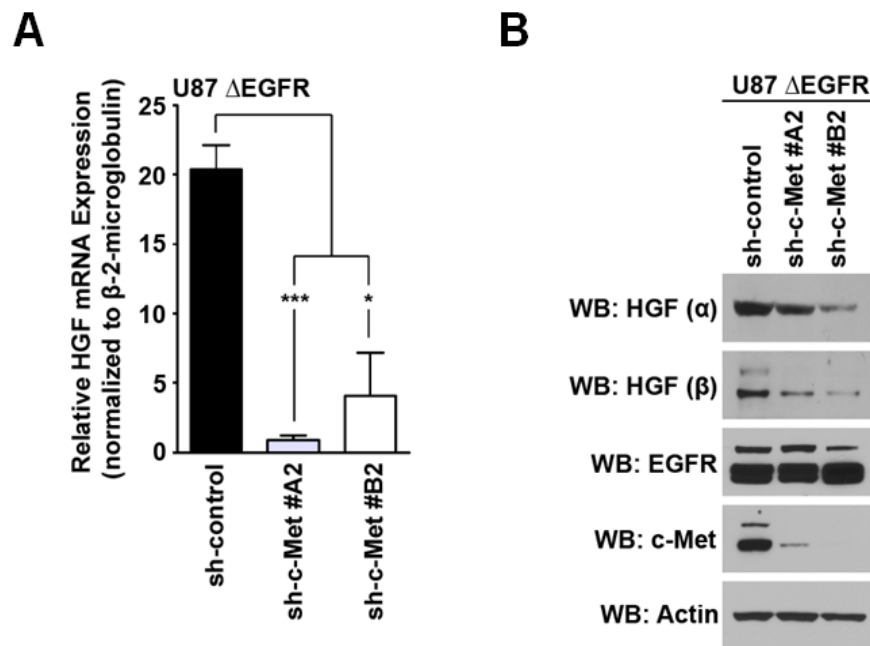 A
U87 ΔEGFR
Relative HGF mRNA Expression
(normalized to β-2-microglobulin)
25
20
15
10
5
0
***
*
sh-control
sh-c-Met #A2
sh-c-Met #B2
B
U87 ΔEGFR
sh-control
sh-c-Met #A2
sh-c-Met #B2
WB: HGF (α)
WB: HGF (β)
WB: EGFR
WB: c-Met
WB: Actin